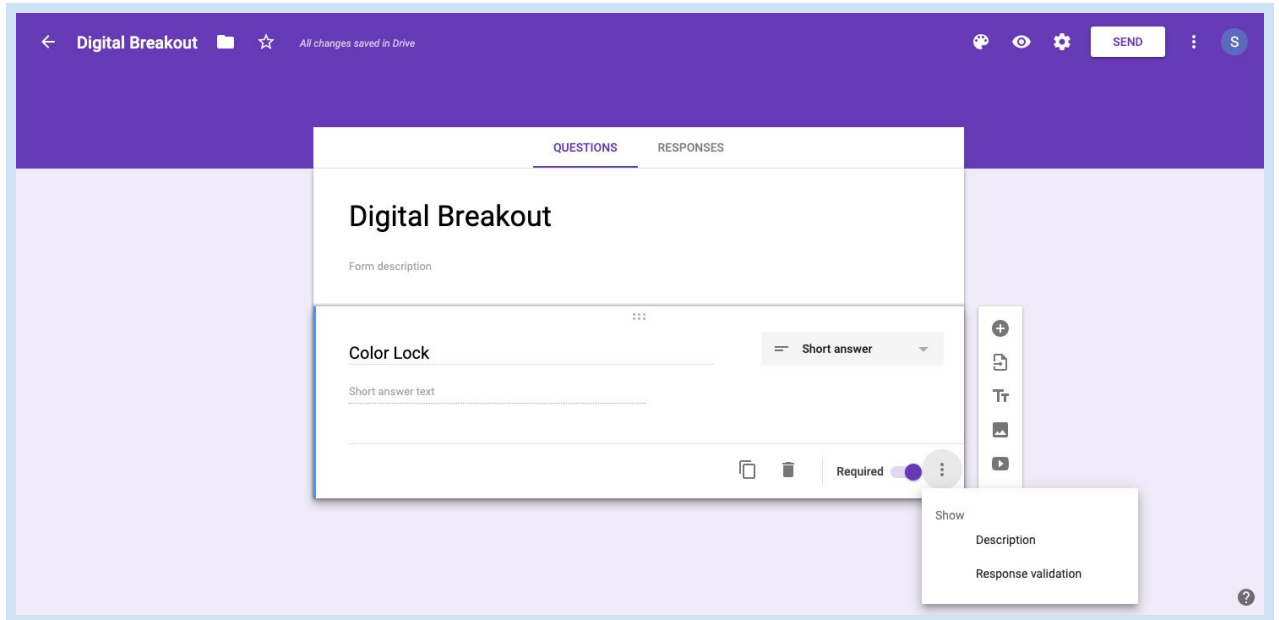 Digital Breakout
All changes saved in Drive
SEND
S
QUESTIONS RESPONSES
Digital Breakout
Form description
Color Lock
Short answer
Short answer text
Tт
Required
Show
Description
Response validation
?